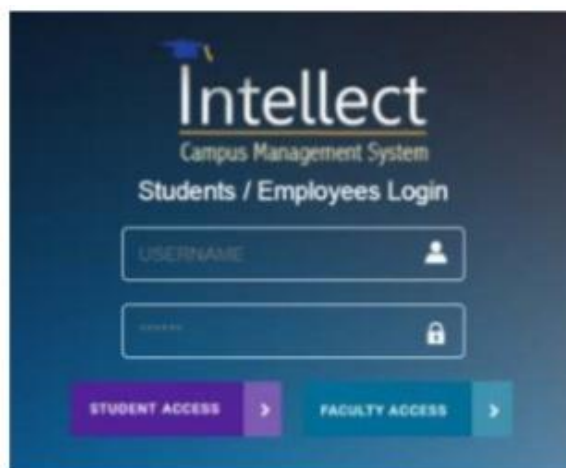 Intellect
Campus Management System
Students / Employees Login
USERNAME
******
STUDENT ACCESS >
FACULTY ACCESS >